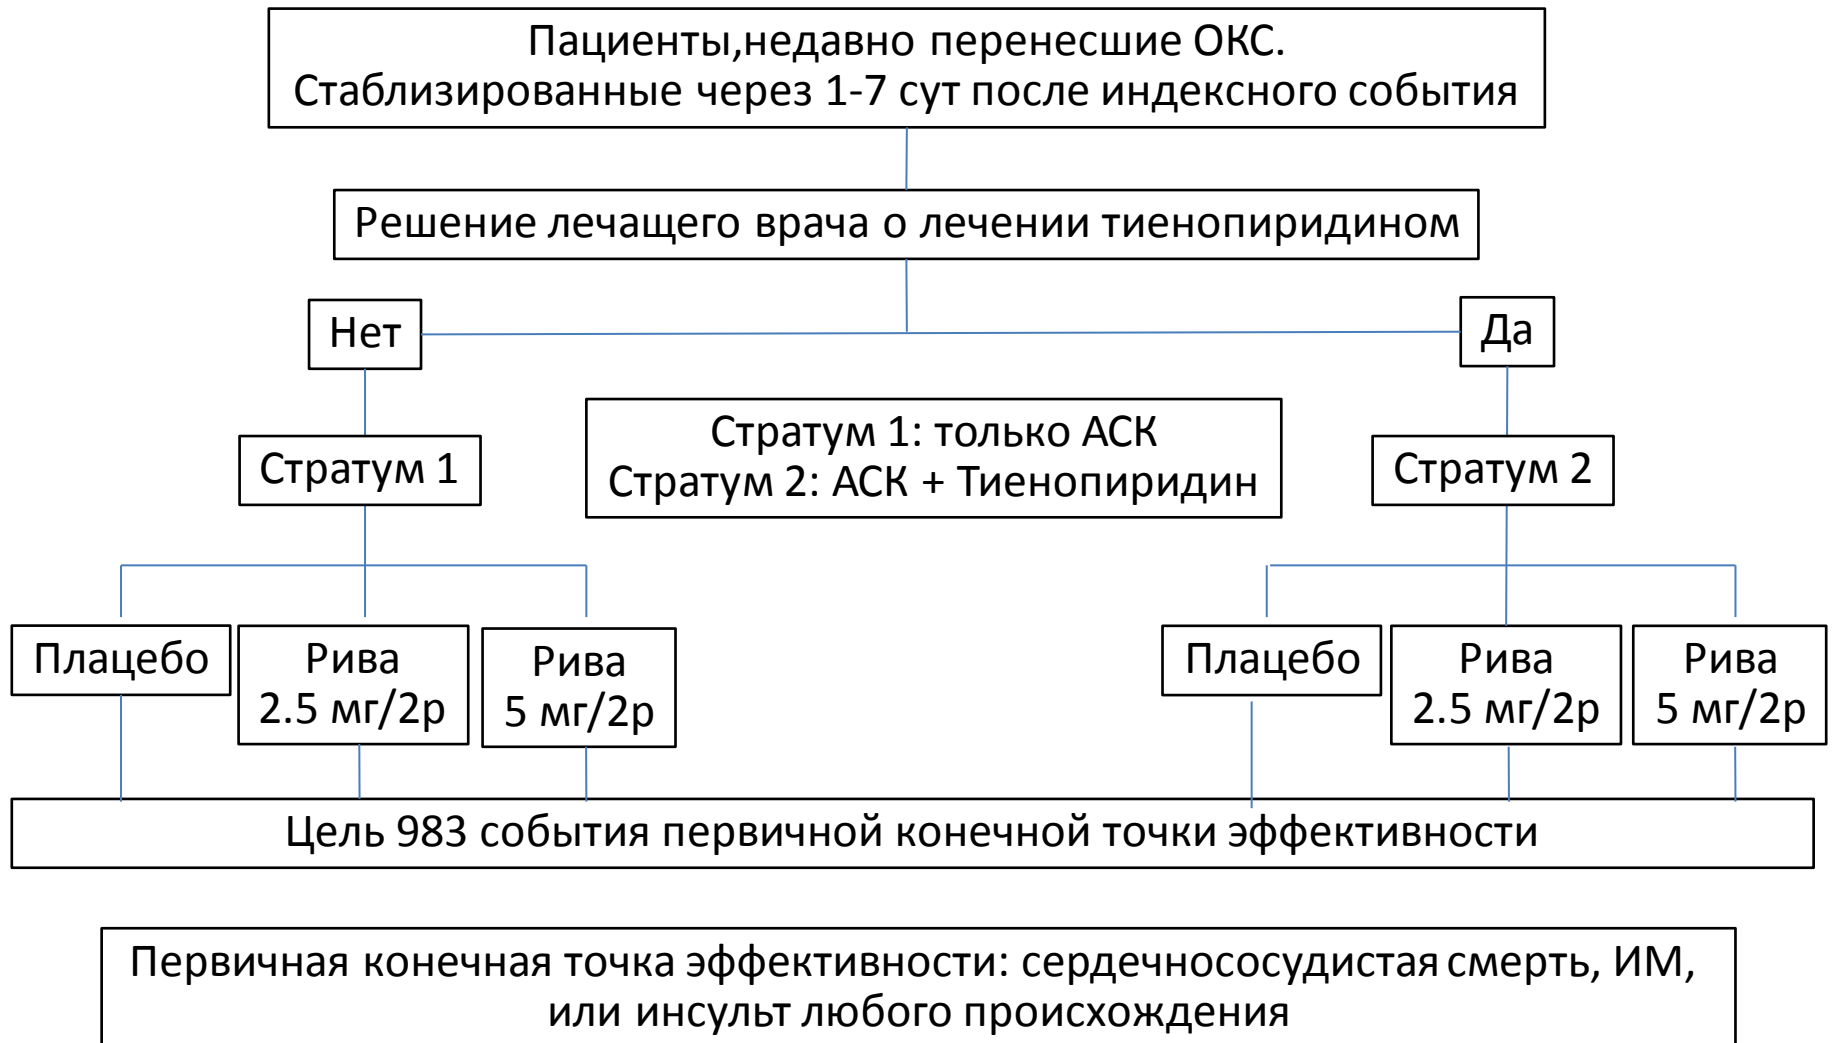 Пациенты,недавно перенесшие ОКС.
Стаблизированные через 1-7 сут после индексного события
Решение лечащего врача о лечении тиенопиридином
Нет
Да
Стратум 1: только АСК
Стратум 2: АСК + Тиенопиридин
Стратум 1
Стратум 2
Плацебо
Рива
2.5 мг/2р
Рива
5 мг/2р
Плацебо
Рива
2.5 мг/2р
Рива
5 мг/2р
Цель 983 события первичной конечной точки эффективности
Первичная конечная точка эффективности: сердечнососудистая смерть, ИМ,
или инсульт любого происхождения